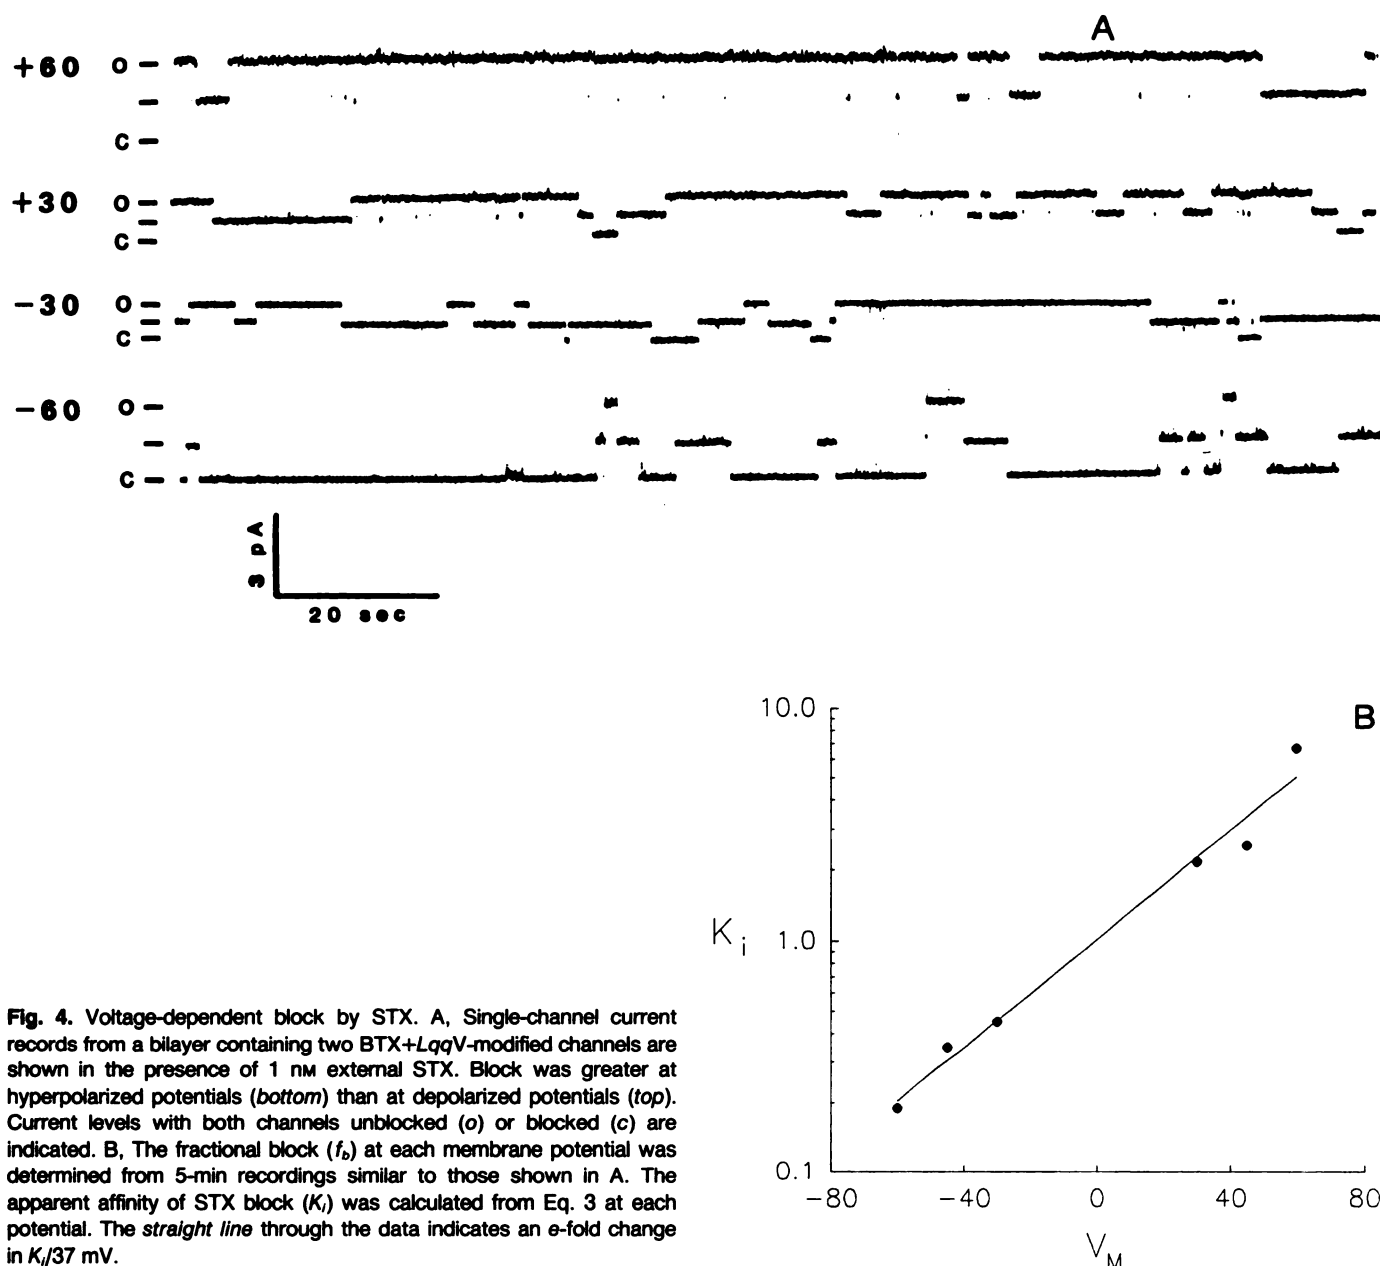 A
+60 o
c
+30 o
c
-30 o
c
-60 o
c
3 pA
20 sec
B
10.0
1.0
0.1
K i
-80 -40 0 40 80
V M
Fig. 4. Voltage-dependent block by STX. A, Single-channel current
records from a bilayer containing two BTX+LqqV-modified channels are
shown in the presence of 1 nM external STX. Block was greater at
hyperpolarized potentials (bottom) than at depolarized potentials (top).
Current levels with both channels unblocked (o) or blocked (c) are
indicated. B, The fractional block (fb) at each membrane potential was
determined from 5-min recordings similar to those shown in A. The
apparent affinity of STX block (Ki) was calculated from Eq. 3 at each
potential. The straight line through the data indicates an e-fold change
in Ki/37 mV.